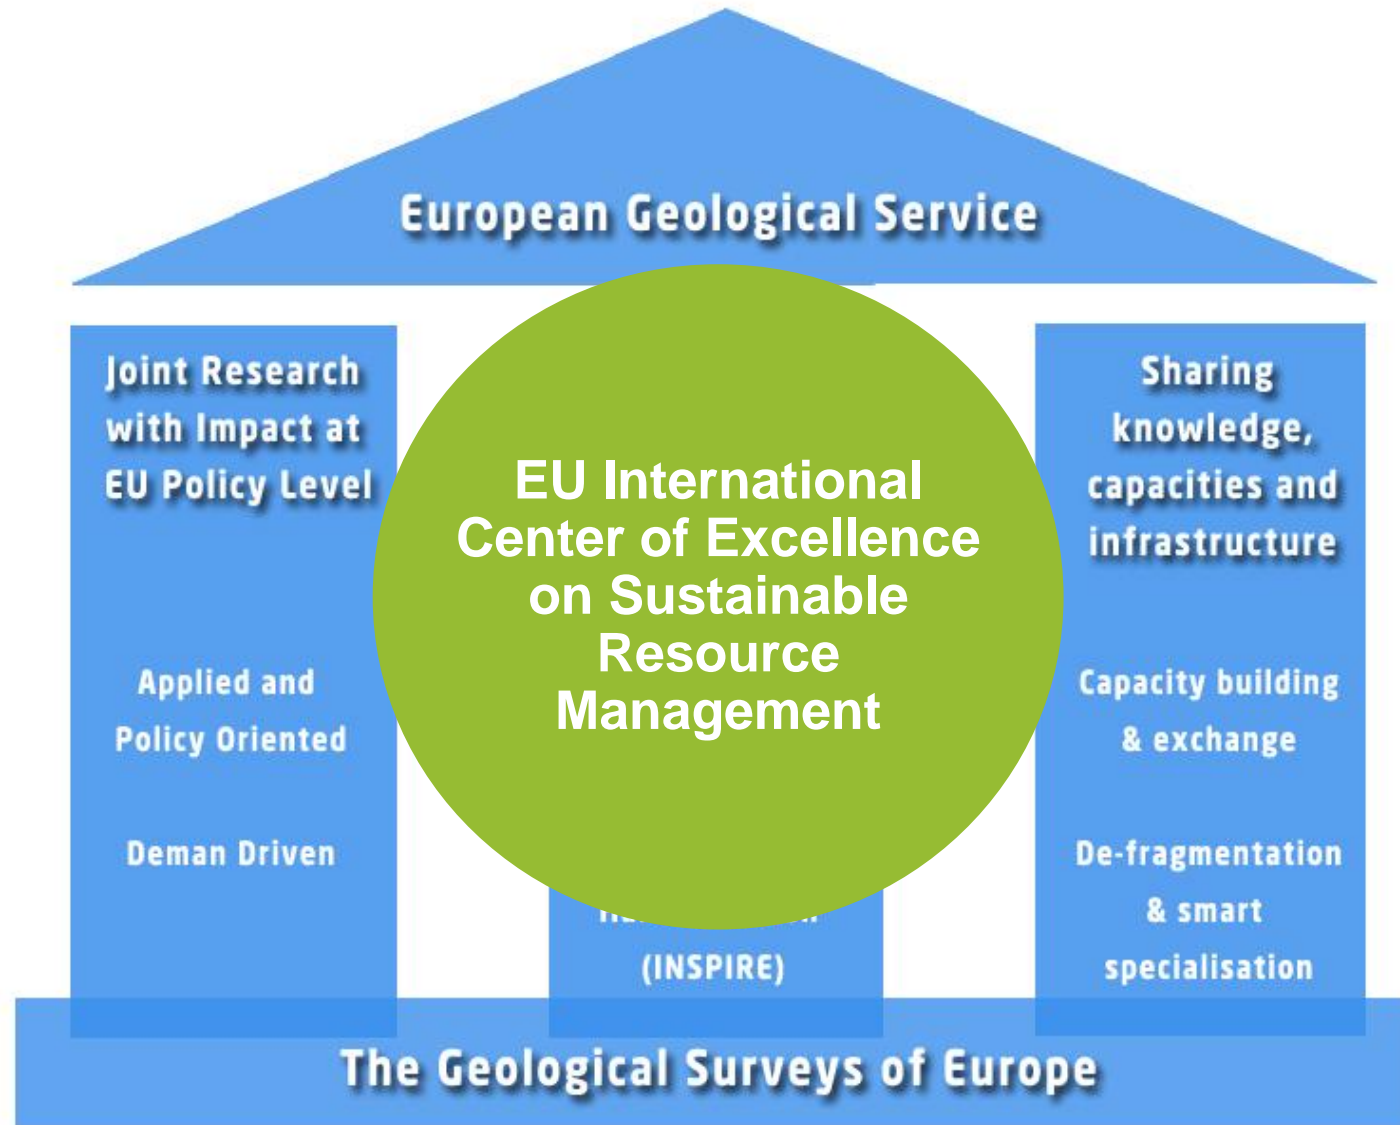 European Geological Service
Joint Research
with Impact at
EU Policy Level
Applied and
Policy Oriented
Deman Driven
EU International
Center of Excellence
on Sustainable
Resource
Management
(INSPIRE)
Sharing
knowledge,
capacities and
infrastructure
Capacity building
& exchange
De-fragmentation
& smart
specialisation
The Geological Surveys of Europe